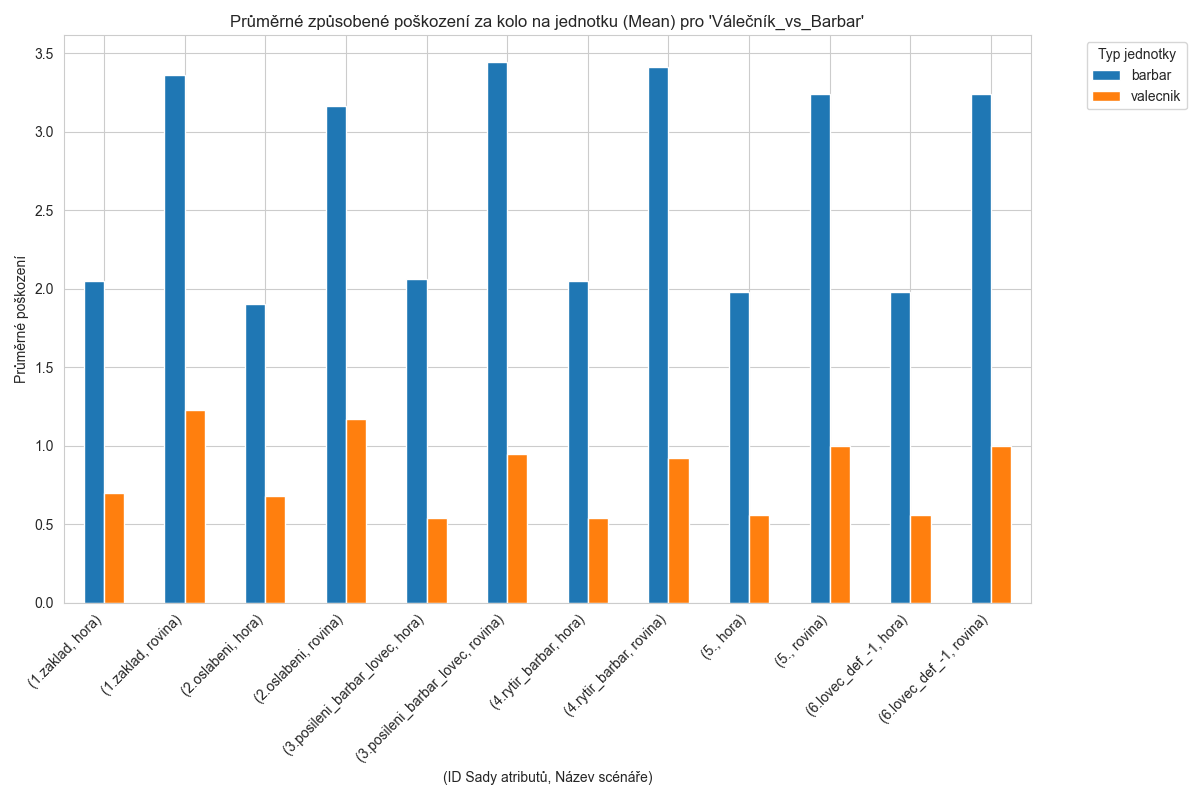 Průměrné způsobené poškození za kolo na jednotku (Mean) pro 'Válečník_vs_Barbar'
Typ jednotky
barbar
valecnik
Průměrné poškození
3.5
3.0
2.5
2.0
1.5
1.0
0.5
0.0
(1.zaklad, hora)
(1.zaklad, rovina)
(2.oslabeni, hora)
(2.oslabeni, rovina)
(3.posileni_barbar_lovec, hora)
(3.posileni_barbar_lovec, rovina)
(4.rytir_barbar, hora)
(4.rytir_barbar, rovina)
(5., hora)
(5., rovina)
(6.lovec_def_-1, hora)
(6.lovec_def_-1, rovina)
(ID Sady atributů, Název scénáře)